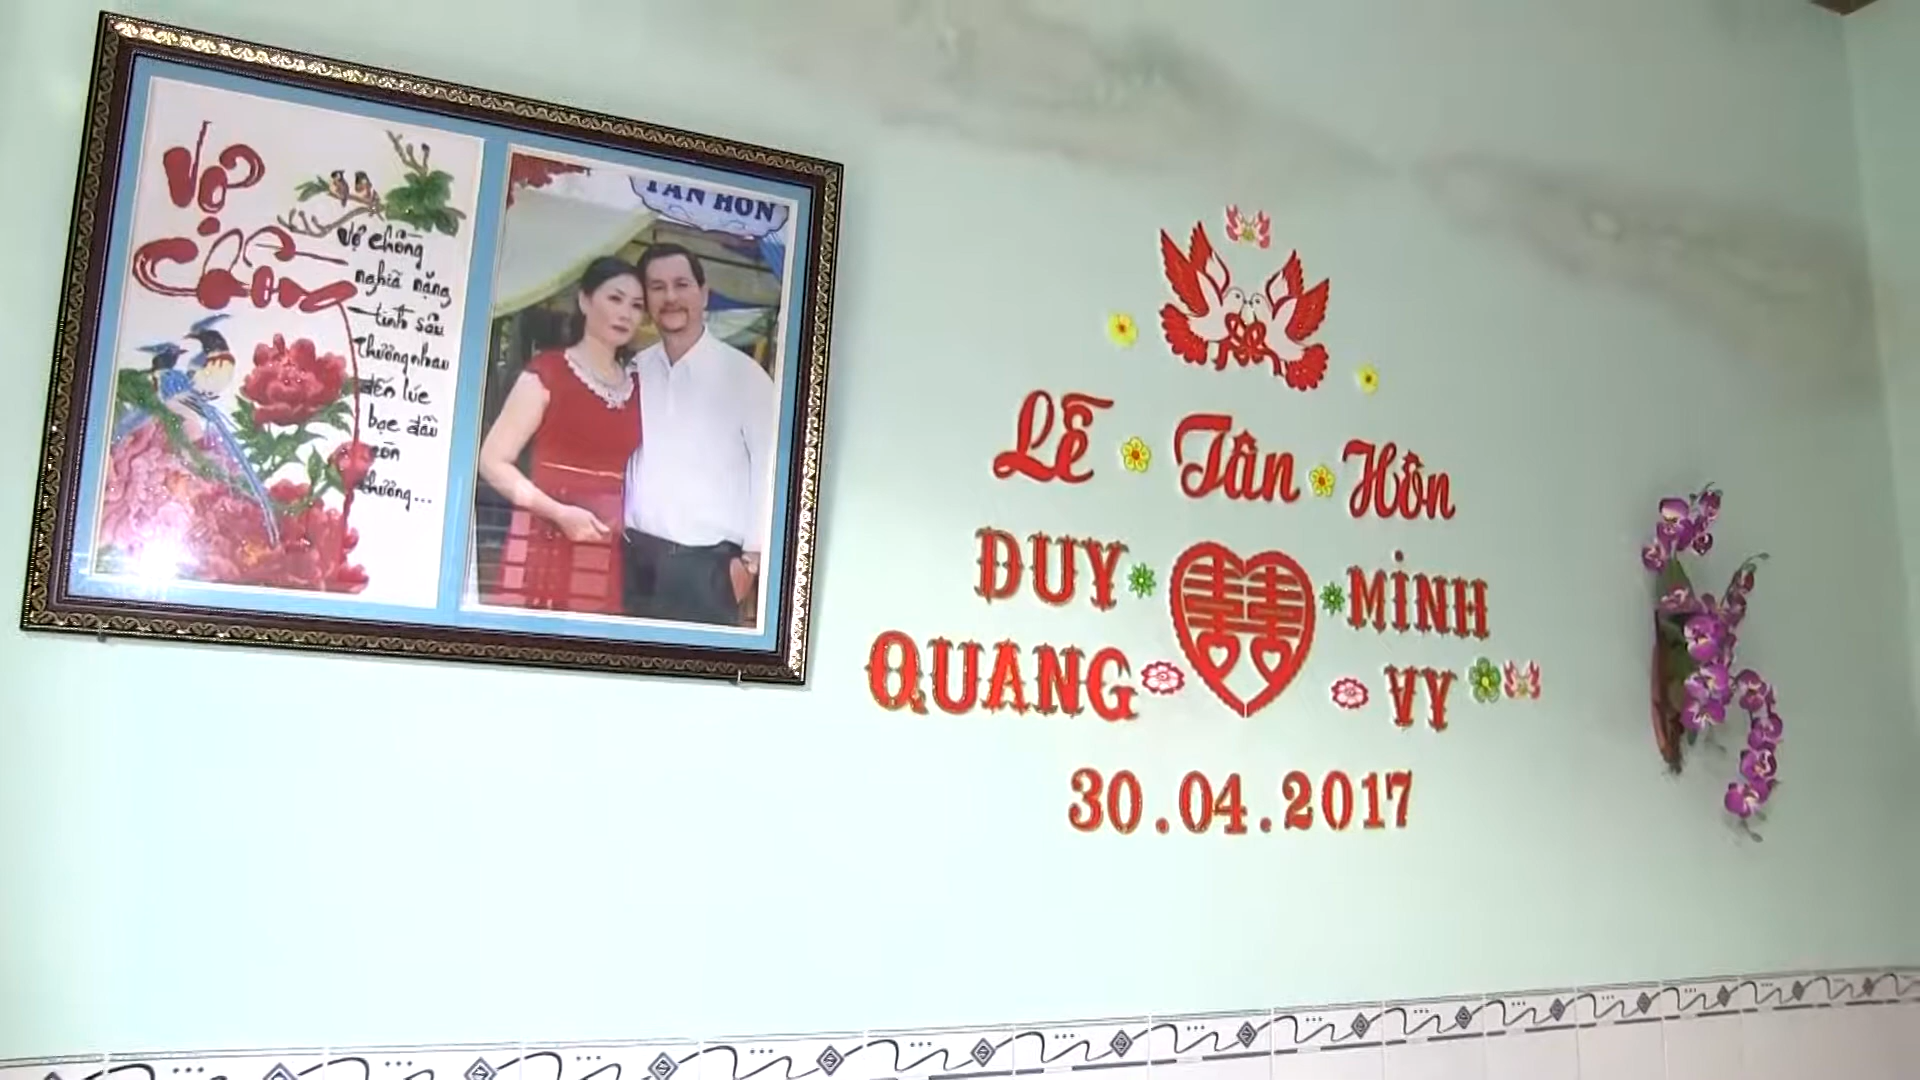 Vợ
Chồng
Vợ chồng
nghĩa nặng
tình sâu
Thương nhau
đến lúc
bạc đầu
còn
thương...
TÂN HÔN
Lễ Tân Hôn
DUY 囍 MINH
QUANG VY
30.04.2017